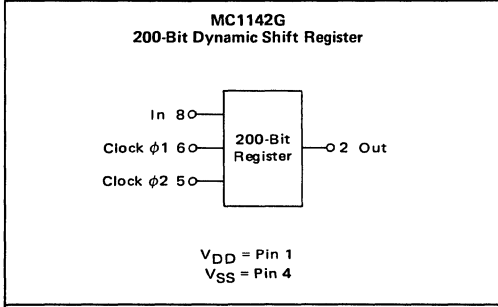 MC1142G
200-Bit Dynamic Shift Register
In 8
Clock ϕ1 6
Clock ϕ2 5
200-Bit
Register
2 Out
VDD = Pin 1
VSS = Pin 4